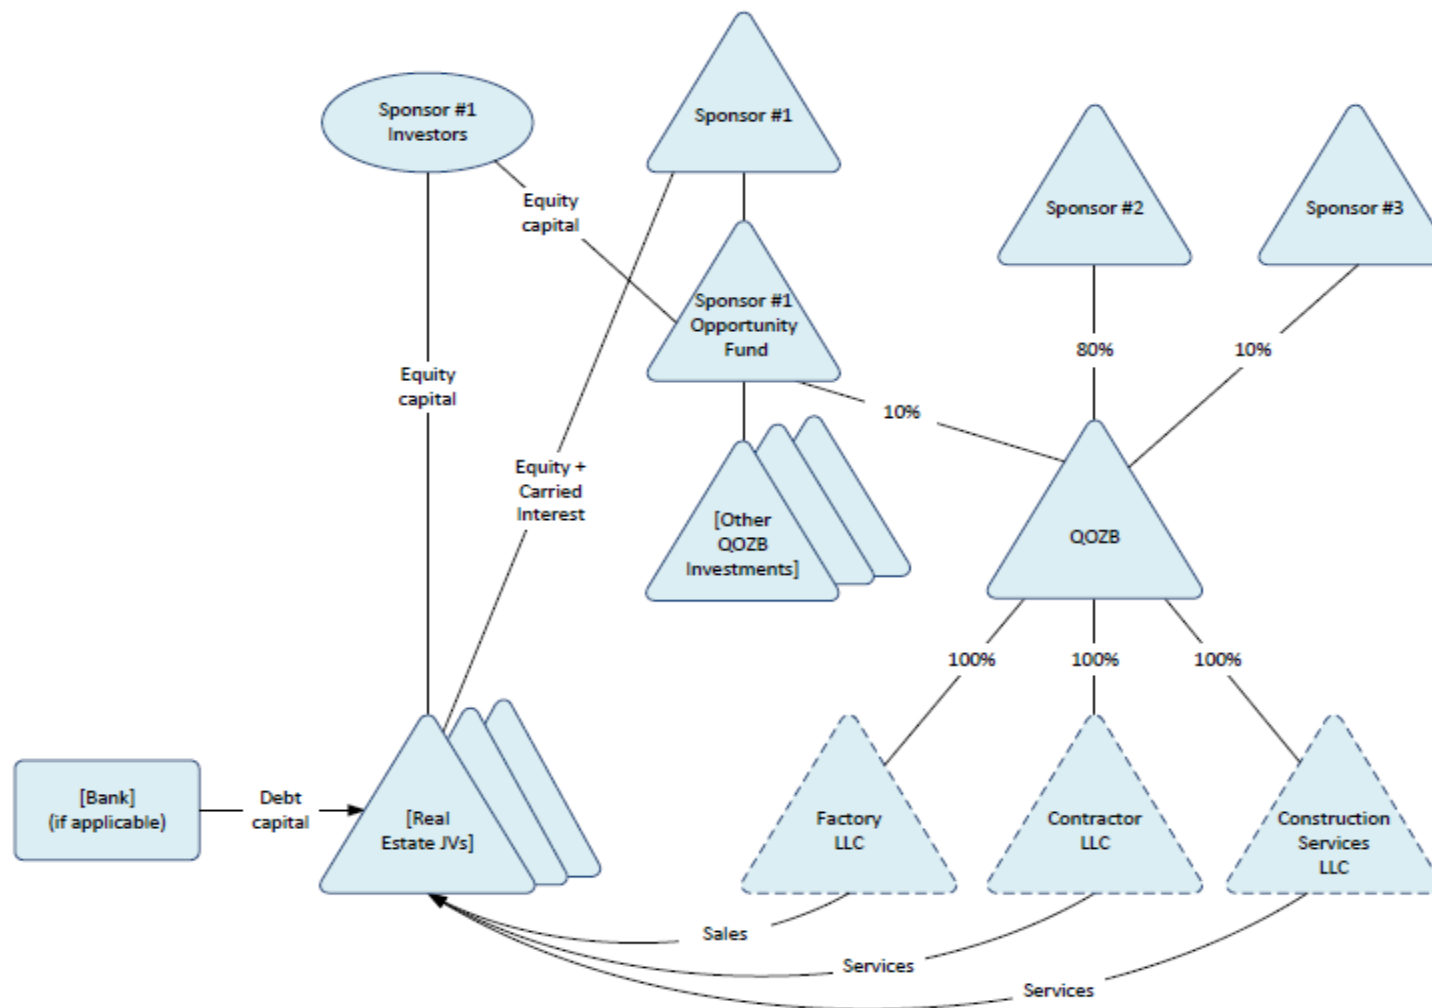 Sponsor #1
Investors
Sponsor #1
Sponsor #2
Sponsor #3
Equity
capital
Sponsor #1
Opportunity
Fund
80%
10%
Equity
capital
10%
Equity +
Carried
Interest
[Other
QOZB
Investments]
QOZB
100%
100%
100%
[Bank]
(if applicable)
Debt
capital
[Real
Estate JVs]
Factory
LLC
Contractor
LLC
Construction
Services
LLC
Sales
Services
Services